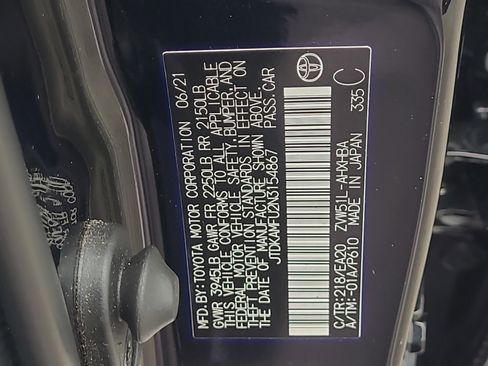 MFD.BY:TOYOTA MOTOR CORPORATION 06/21
GVWR 3945LB GAWR FR 2250LB RR 2150LB
THIS VEHICLE CONFORMS TO ALL APPLICABLE
FEDERAL MOTOR VEHICLE SAFETY, BUMPER, AND
THEFT PREVENTION STANDARDS IN EFFECT ON
THE DATE OF MANUFACTURE SHOWN ABOVE.
JTDKAMFU2N3154867 PASS.CAR
C/TR:218/EA20 ZVW51L-AHXHBA
A/TM:-01A/P610 MADE IN JAPAN 335 C